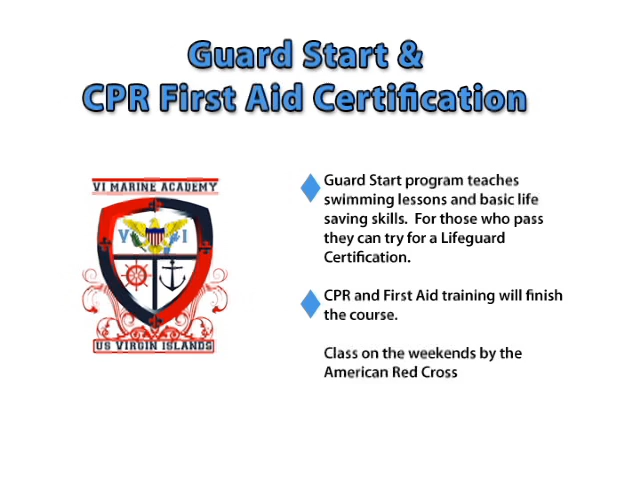 Guard Start &
CPR First Aid Certification
VI MARINE ACADEMY
V I
US VIRGIN ISLANDS
Guard Start program teaches
swimming lessons and basic life
saving skills.  For those who pass
they can try for a Lifeguard
Certification.
CPR and First Aid training will finish
the course.
Class on the weekends by the
American Red Cross